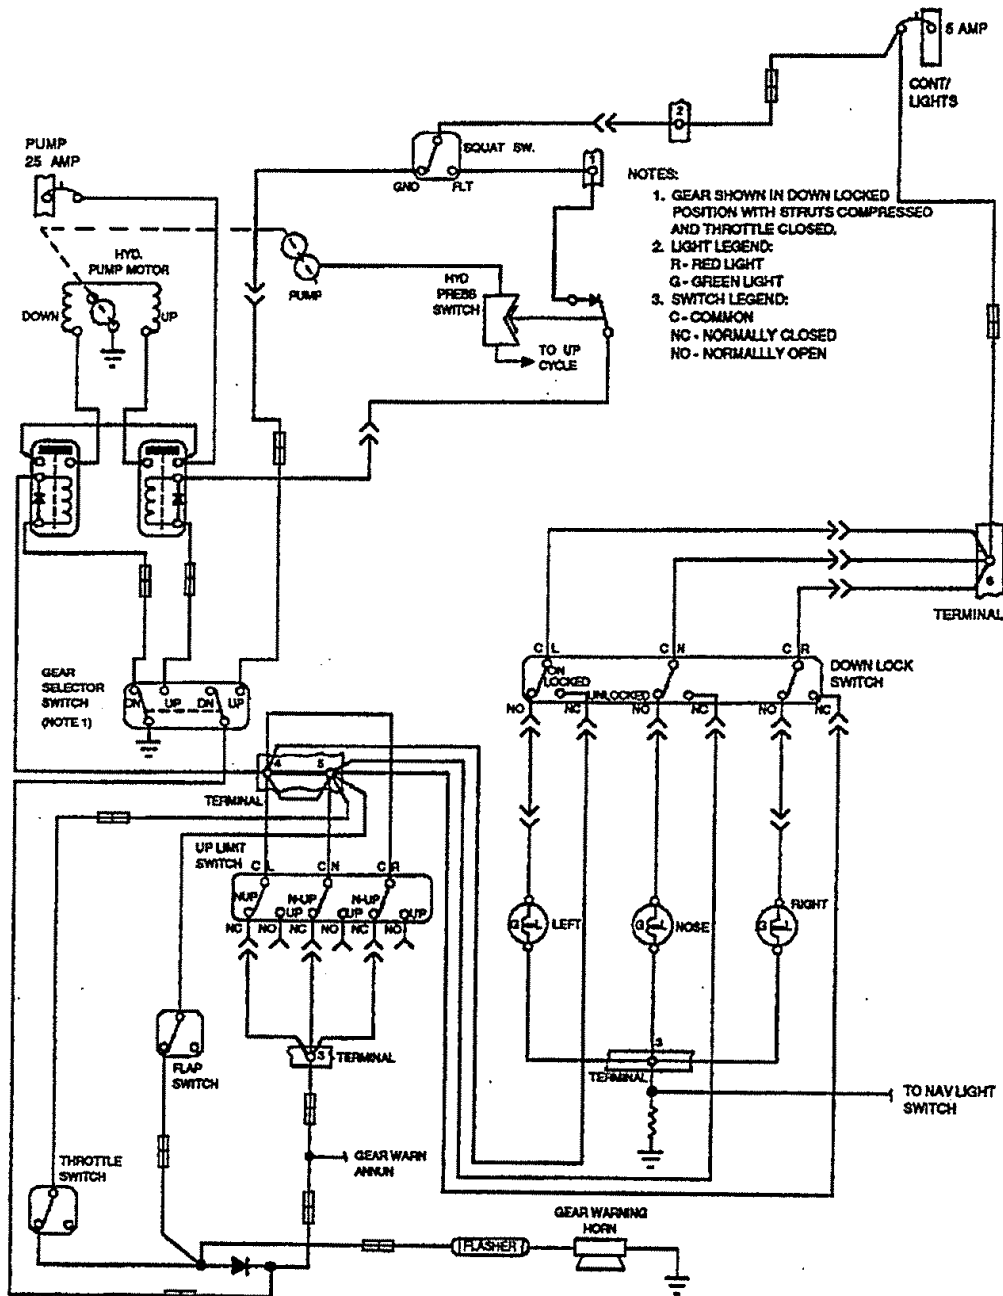 5 AMP
CONT/
LIGHTS
2
PUMP
25 AMP
SQUAT SW.
1
GND
FLT
NOTES:
1. GEAR SHOWN IN DOWN LOCKED
POSITION WITH STRUTS COMPRESSED
AND THROTTLE CLOSED.
2. LIGHT LEGEND:
R - RED LIGHT
G - GREEN LIGHT
3. SWITCH LEGEND:
C - COMMON
NC - NORMALLY CLOSED
NO - NORMALLLY OPEN
HYD.
PUMP MOTOR
DOWN
UP
PUMP
HYD
PRESS
SWITCH
TO UP
CYCLE
6
TERMINAL
C L
C N
C R
DOWN LOCK
SWITCH
DN
LOCKED
UNLOCKED
NO
NC
NO
NC
NO
NC
GEAR
SELECTOR
SWITCH
(NOTE 1)
DN
UP
DN
UP
4
5
TERMINAL
UP LIMIT
SWITCH
C L
C N
C R
N-UP
UP
N-UP
UP
N-UP
UP
NC
NO
NC
NO
NC
NO
G
LEFT
G
NOSE
G
RIGHT
3
TERMINAL
3
TERMINAL
FLAP
SWITCH
TO NAV LIGHT
SWITCH
GEAR WARN
ANNUN
THROTTLE
SWITCH
GEAR WARNING
HORN
FLASHER